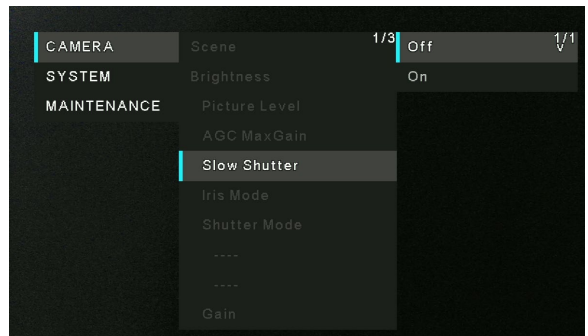 CAMERA
SYSTEM
MAINTENANCE
1/3
Scene
Brightness
Picture Level
AGC MaxGain
Slow Shutter
Iris Mode
Shutter Mode
----
----
Gain
1/1
Off
On